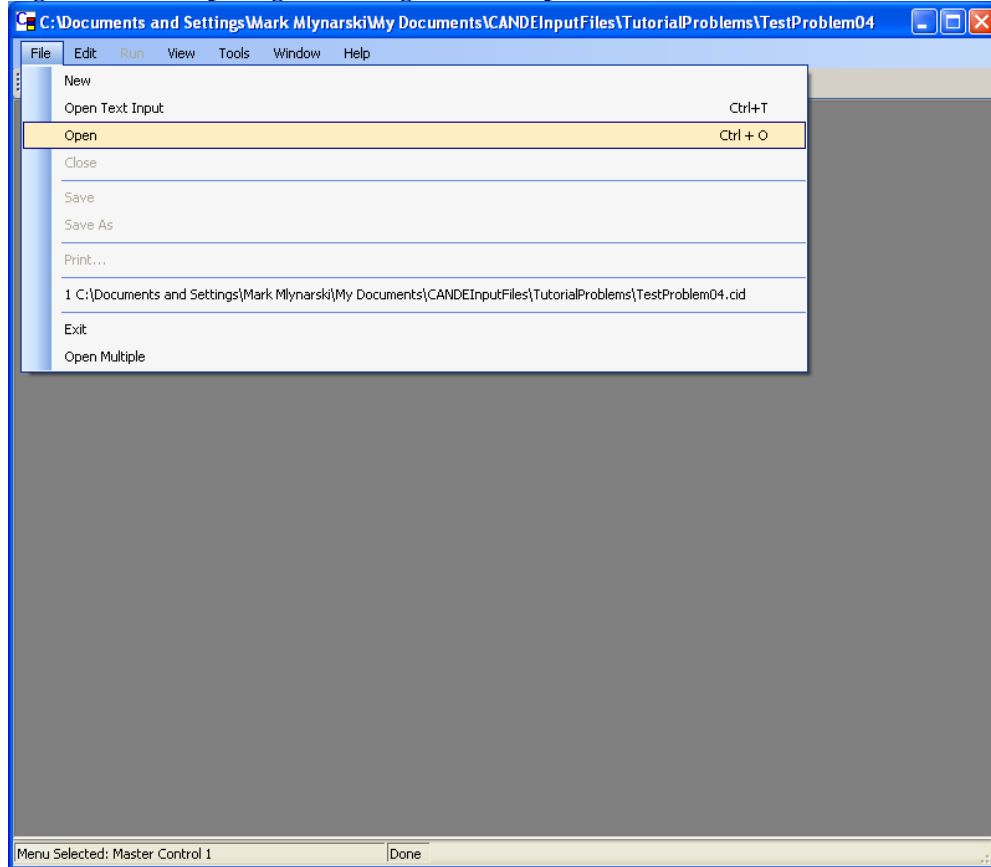 C:\Documents and Settings\Mark Mlynarski\My Documents\CANDEInputFiles\TutorialProblems\TestProblem04
File Edit Run View Tools Window Help
New
Open Text Input Ctrl+T
Open Ctrl + O
Close
Save
Save As
Print...
1 C:\Documents and Settings\Mark Mlynarski\My Documents\CANDEInputFiles\TutorialProblems\TestProblem04.cid
Exit
Open Multiple
Menu Selected: Master Control 1 Done